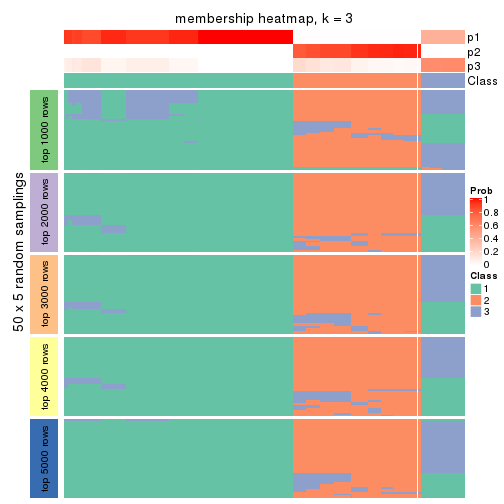 membership heatmap, k = 3
p1
p2
p3
Class
50 x 5 random samplings
top 1000 rows
top 2000 rows
top 3000 rows
top 4000 rows
top 5000 rows
Prob
1
0.8
0.6
0.4
0.2
0
Class
1
2
3